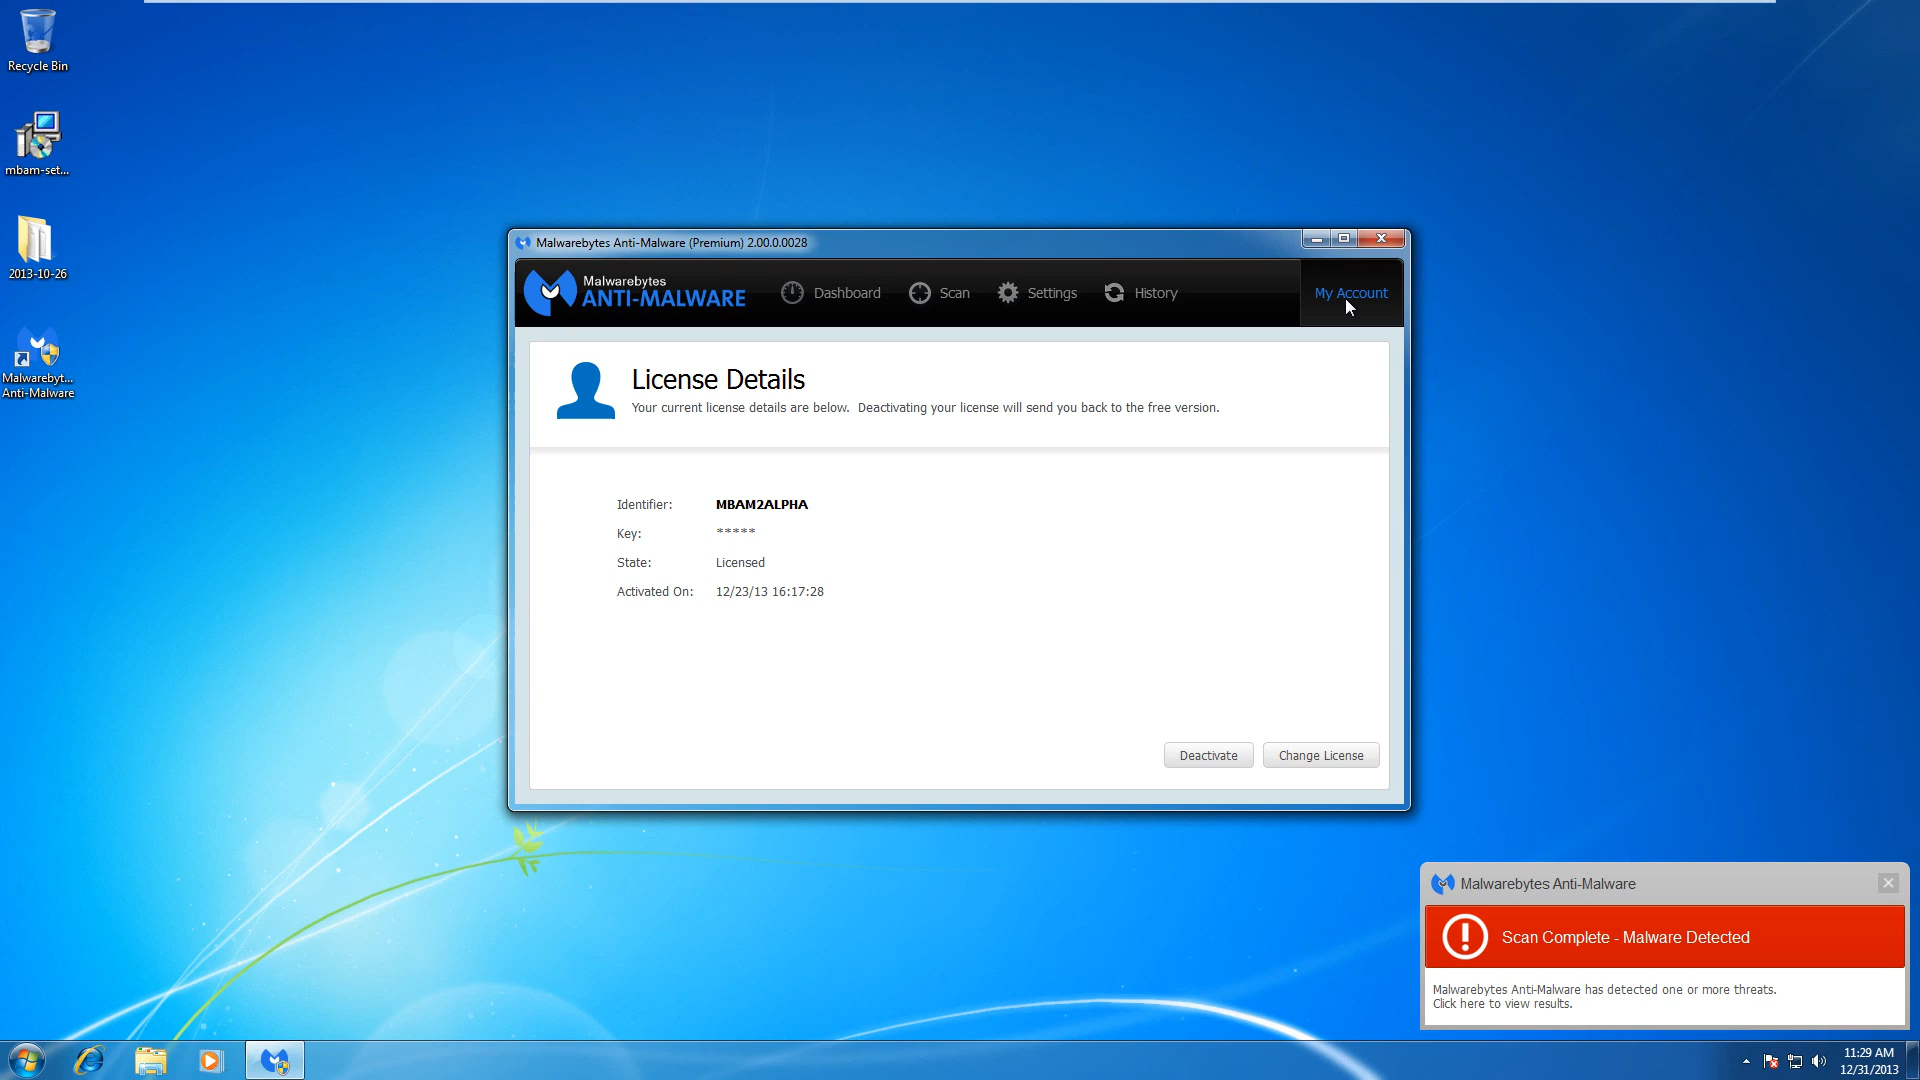 Recycle Bin
mbam-set...
2013-10-26
Malwarebyt...
Anti-Malware
Malwarebytes Anti-Malware (Premium) 2.00.0.0028
Malwarebytes
ANTI-MALWARE
Dashboard
Scan
Settings
History
My Account
License Details
Your current license details are below. Deactivating your license will send you back to the free version.
Identifier: MBAM2ALPHA
Key: *****
State: Licensed
Activated On: 12/23/13 16:17:28
Deactivate
Change License
Malwarebytes Anti-Malware
Scan Complete - Malware Detected
Malwarebytes Anti-Malware has detected one or more threats.
Click here to view results.
11:29 AM
12/31/2013